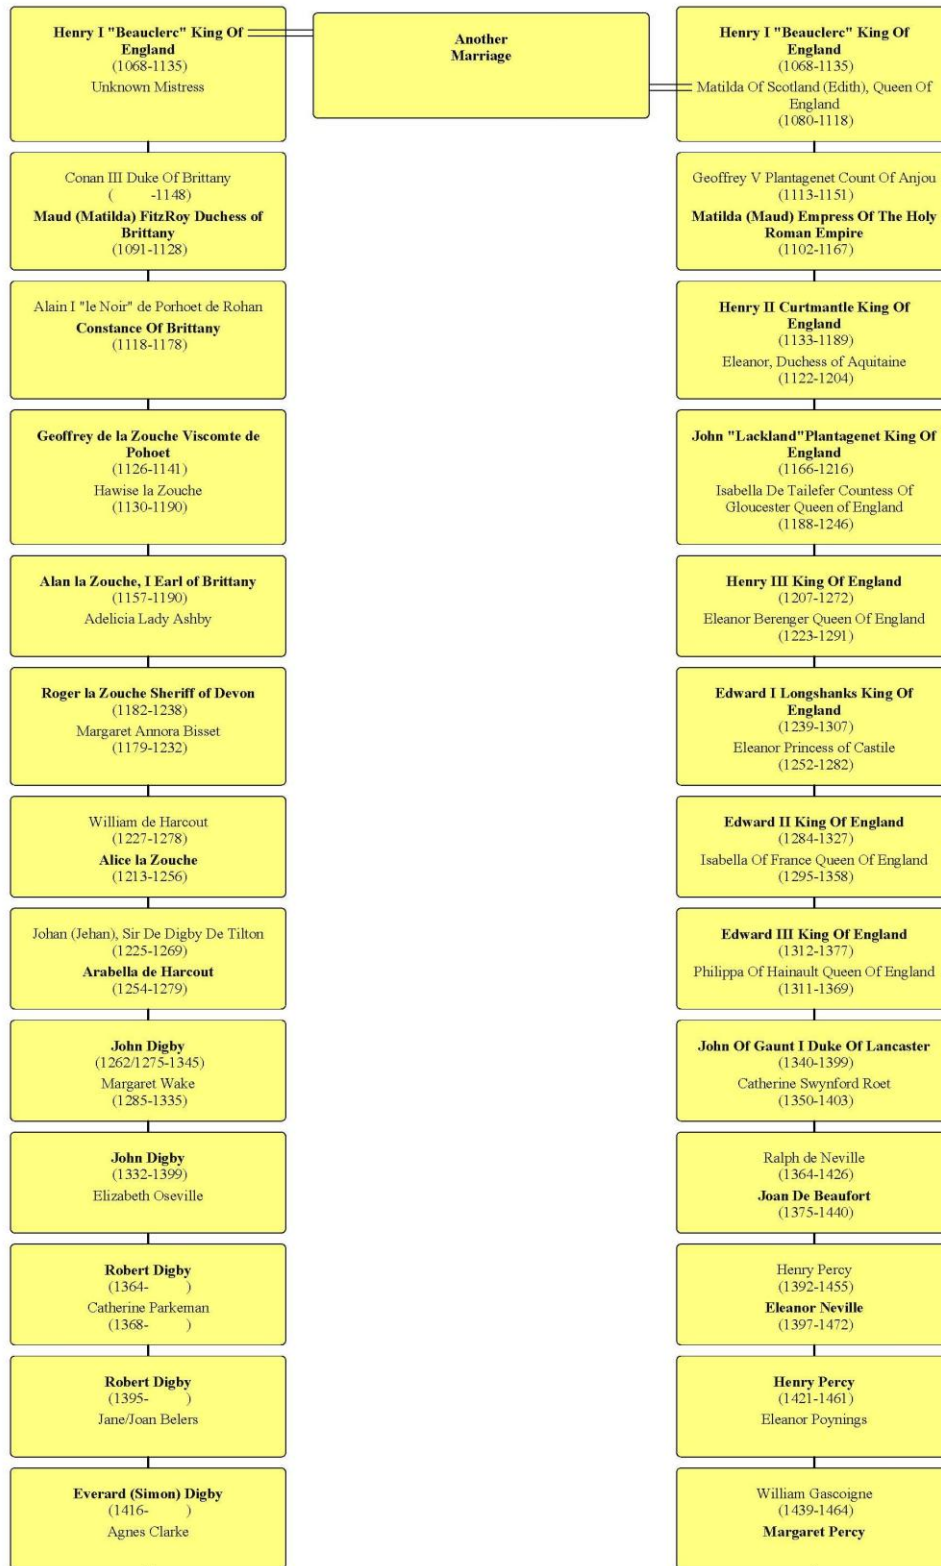 Henry I "Beauclerc" King Of
England
(1068-1135)
Unknown Mistress
Another
Marriage
Henry I "Beauclerc" King Of
England
(1068-1135)
Matilda Of Scotland (Edith), Queen Of
England
(1080-1118)
Conan III Duke Of Brittany
( -1148)
Maud (Matilda) FitzRoy Duchess of
Brittany
(1091-1128)
Geoffrey V Plantagenet Count Of Anjou
(1113-1151)
Matilda (Maud) Empress Of The Holy
Roman Empire
(1102-1167)
Alain I "le Noir" de Porhoet de Rohan
Constance Of Brittany
(1118-1178)
Henry II Curtmantle King Of
England
(1133-1189)
Eleanor, Duchess of Aquitaine
(1122-1204)
Geoffrey de la Zouche Viscomte de
Pohoet
(1126-1141)
Hawise la Zouche
(1130-1190)
John "Lackland"Plantagenet King Of
England
(1166-1216)
Isabella De Tailefer Countess Of
Gloucester Queen of England
(1188-1246)
Alan la Zouche, I Earl of Brittany
(1157-1190)
Adelicia Lady Ashby
Henry III King Of England
(1207-1272)
Eleanor Berenger Queen Of England
(1223-1291)
Roger la Zouche Sheriff of Devon
(1182-1238)
Margaret Annora Bisset
(1179-1232)
Edward I Longshanks King Of
England
(1239-1307)
Eleanor Princess of Castile
(1252-1282)
William de Harcout
(1227-1278)
Alice la Zouche
(1213-1256)
Edward II King Of England
(1284-1327)
Isabella Of France Queen Of England
(1295-1358)
Johan (Jehan), Sir De Digby De Tilton
(1225-1269)
Arabella de Harcout
(1254-1279)
Edward III King Of England
(1312-1377)
Philippa Of Hainault Queen Of England
(1311-1369)
John Digby
(1262/1275-1345)
Margaret Wake
(1285-1335)
John Of Gaunt I Duke Of Lancaster
(1340-1399)
Catherine Swynford Roet
(1350-1403)
John Digby
(1332-1399)
Elizabeth Oseville
Ralph de Neville
(1364-1426)
Joan De Beaufort
(1375-1440)
Robert Digby
(1364- )
Catherine Parkeman
(1368- )
Henry Percy
(1392-1455)
Eleanor Neville
(1397-1472)
Robert Digby
(1395- )
Jane/Joan Belers
Henry Percy
(1421-1461)
Eleanor Poynings
Everard (Simon) Digby
(1416- )
Agnes Clarke
William Gascoigne
(1439-1464)
Margaret Percy